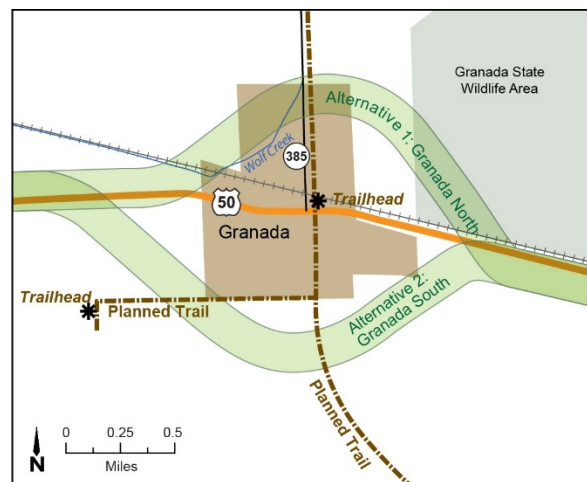 Granada State
Wildlife Area
Alternative 1: Granada North
Wolf Creek
385
Trailhead
50
Granada
Trailhead
Planned Trail
Alternative 2:
Granada South
Planned Trail
0 0.25 0.5
Miles
N